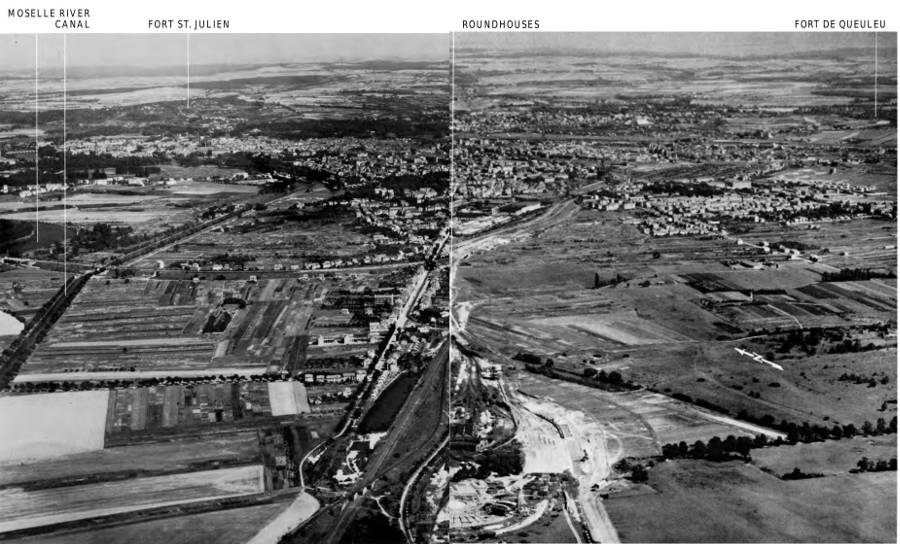 MOSELLE RIVER
CANAL
FORT ST. JULIEN
ROUNDHOUSES
FORT DE QUEULEU